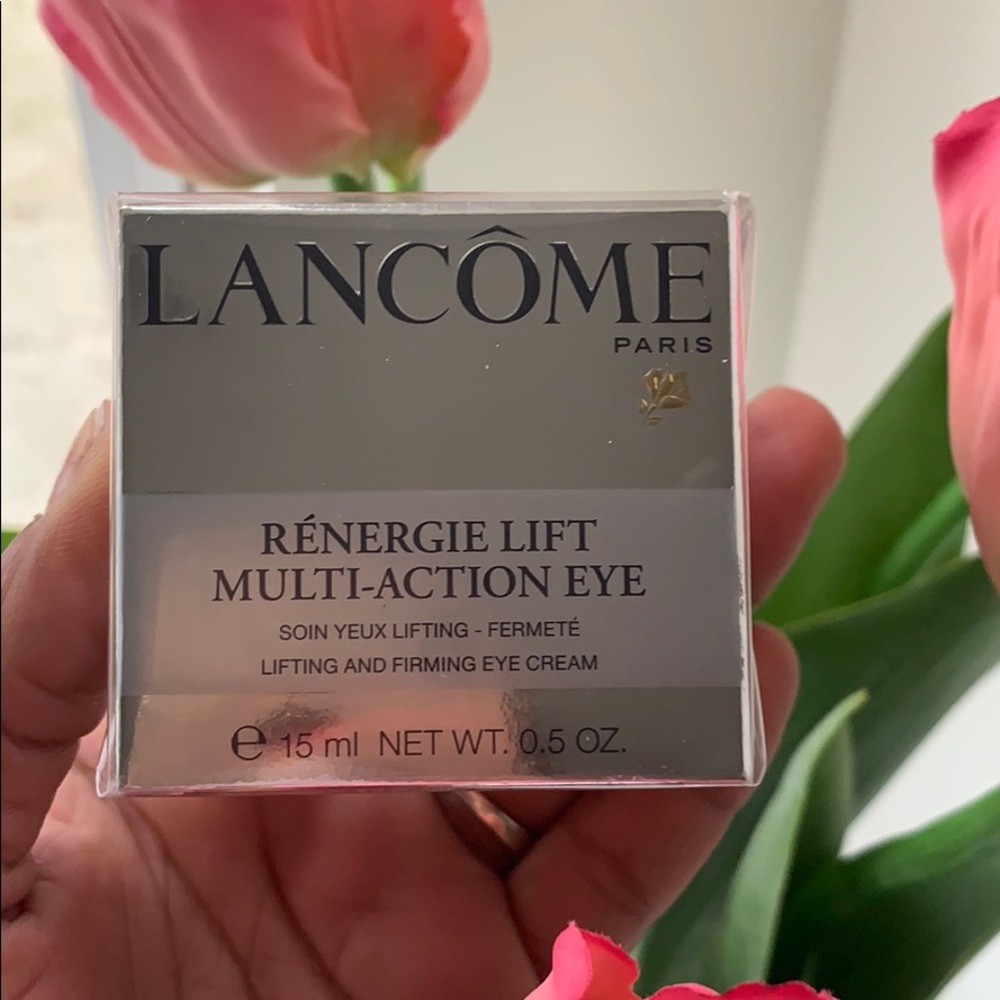 LANCÔME
PARIS
RÉNERGIE LIFT
MULTI-ACTION EYE
SOIN YEUX LIFTING - FERMETÉ
LIFTING AND FIRMING EYE CREAM
℮ 15 ml NET WT. 0.5 OZ.